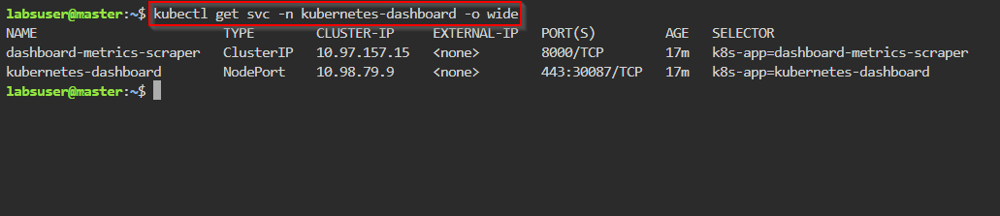 labsuser@master:~$ kubectl get svc -n kubernetes-dashboard -o wide
NAME TYPE CLUSTER-IP EXTERNAL-IP PORT(S) AGE SELECTOR
dashboard-metrics-scraper ClusterIP 10.97.157.15 <none> 8000/TCP 17m k8s-app=dashboard-metrics-scraper
kubernetes-dashboard NodePort 10.98.79.9 <none> 443:30087/TCP 17m k8s-app=kubernetes-dashboard
labsuser@master:~$